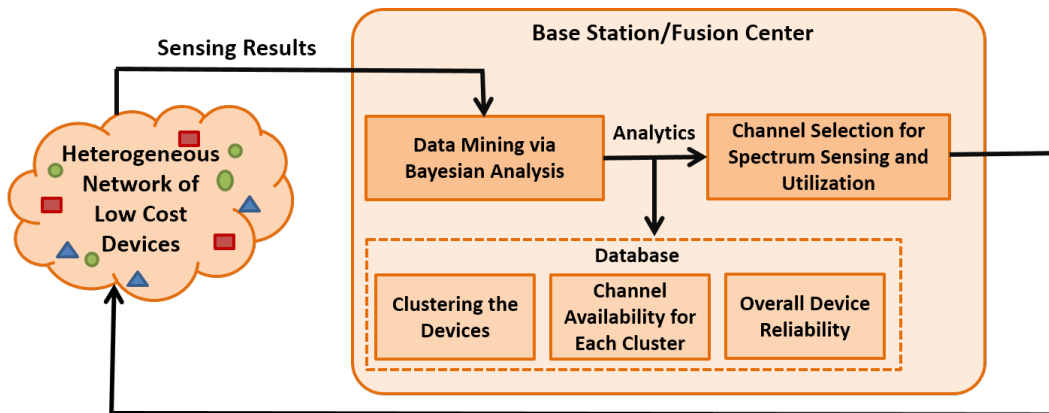 Sensing Results
Base Station/Fusion Center
Heterogeneous
Network of
Low Cost
Devices
Data Mining via
Bayesian Analysis
Analytics
Channel Selection for
Spectrum Sensing and
Utilization
Database
Clustering the
Devices
Channel
Availability for
Each Cluster
Overall Device
Reliability